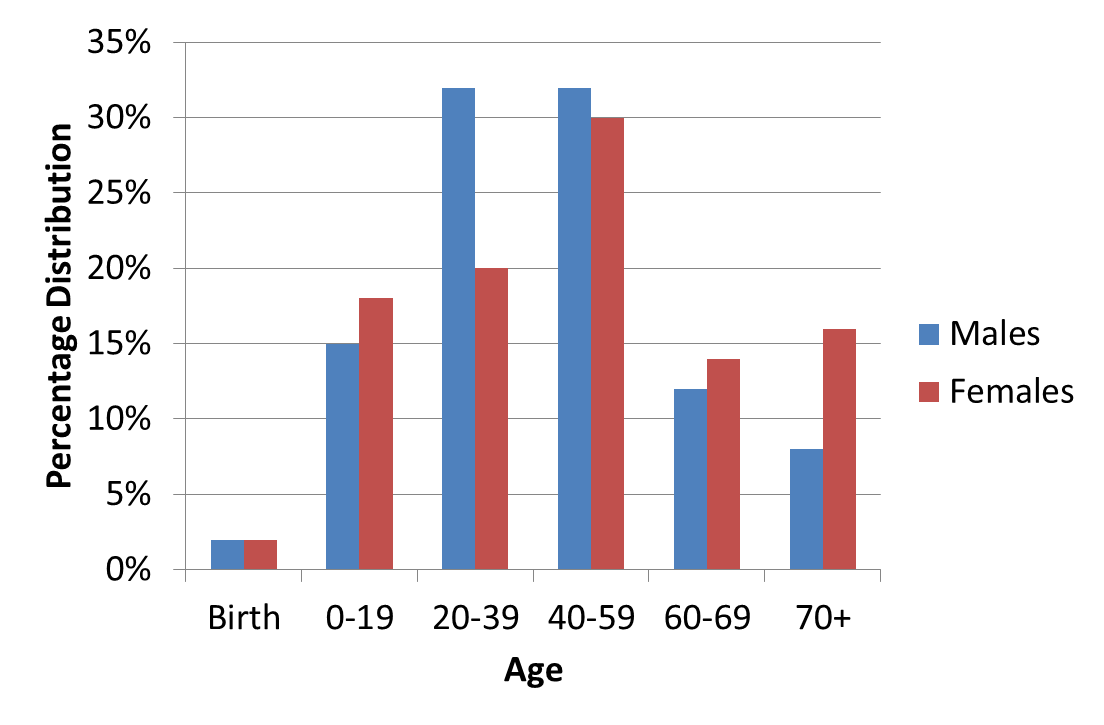 35%
30%
25%
20%
15%
10%
5%
0%
Percentage Distribution
Birth 0-19 20-39 40-59 60-69 70+
Age
Males
Females